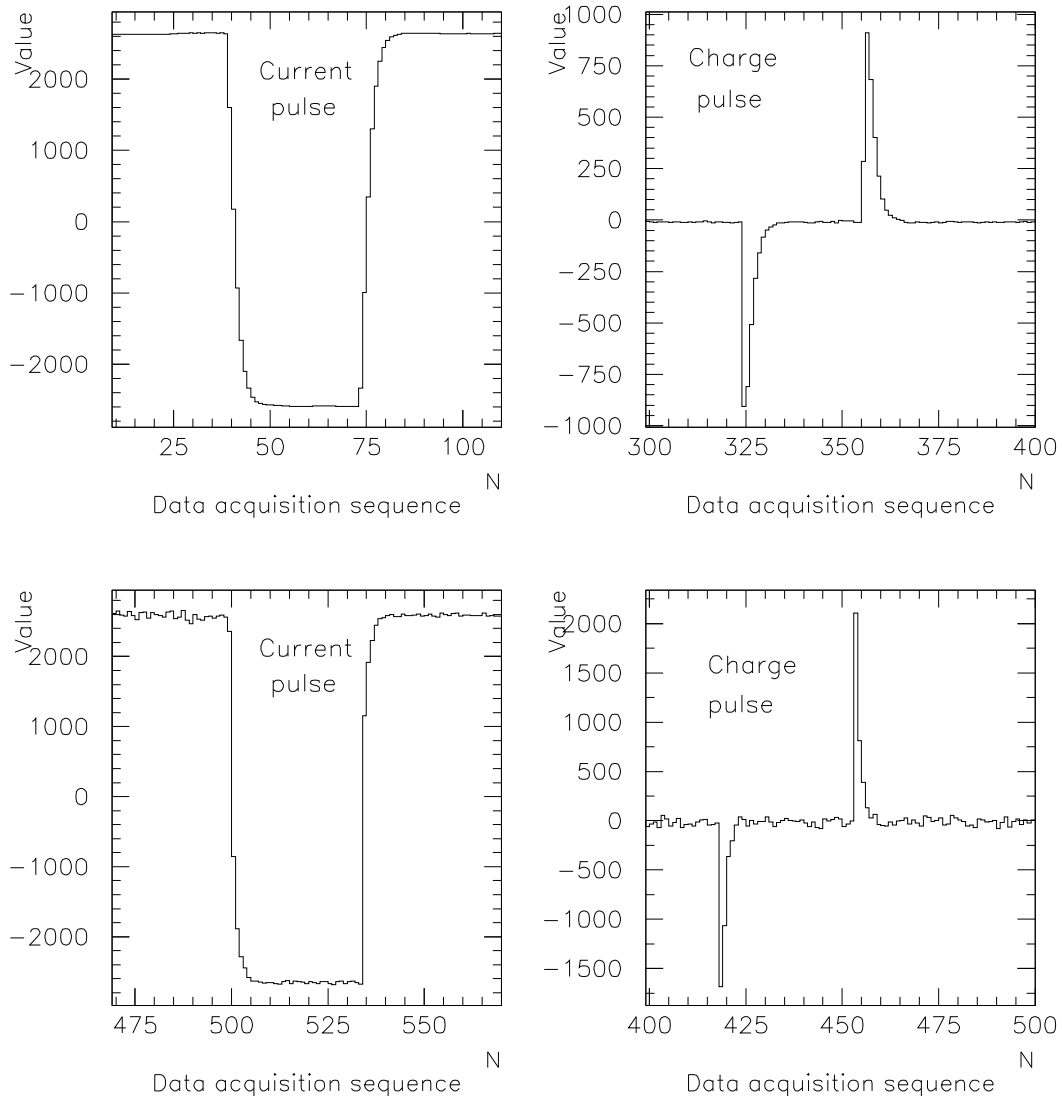 Value
Current
pulse
2000
1000
0
−1000
−2000
25
50
75
100
N
Data acquisition sequence
Value
Charge
pulse
1000
750
500
250
0
−250
−500
−750
−1000
300
325
350
375
400
N
Data acquisition sequence
Value
Current
pulse
2000
1000
0
−1000
−2000
475
500
525
550
N
Data acquisition sequence
Value
Charge
pulse
2000
1500
1000
500
0
−500
−1000
−1500
400
425
450
475
500
N
Data acquisition sequence